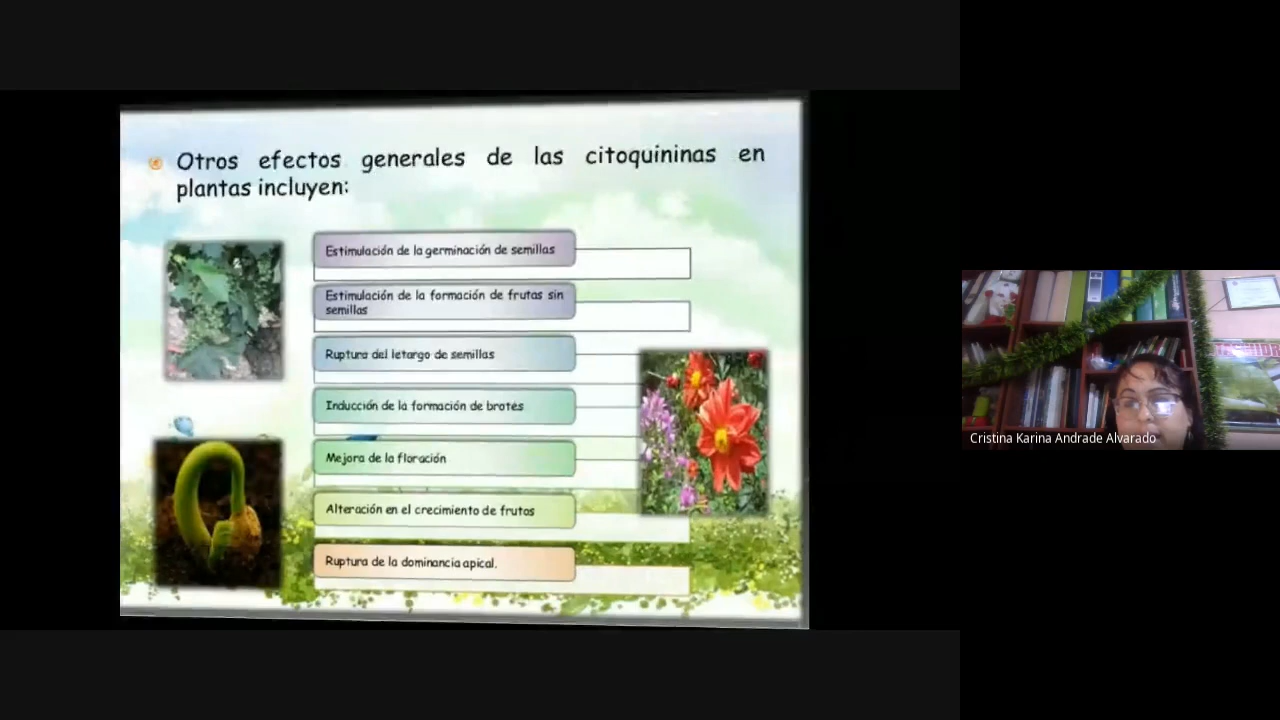 Otros efectos generales de las citoquininas en
plantas incluyen:
Estimulación de la germinación de semillas
Estimulación de la formación de frutas sin
semillas
Ruptura del letargo de semillas
Inducción de la formación de brotes
Mejora de la floración
Alteración en el crecimiento de frutos
Ruptura de la dominancia apical.
Cristina Karina Andrade Alvarado